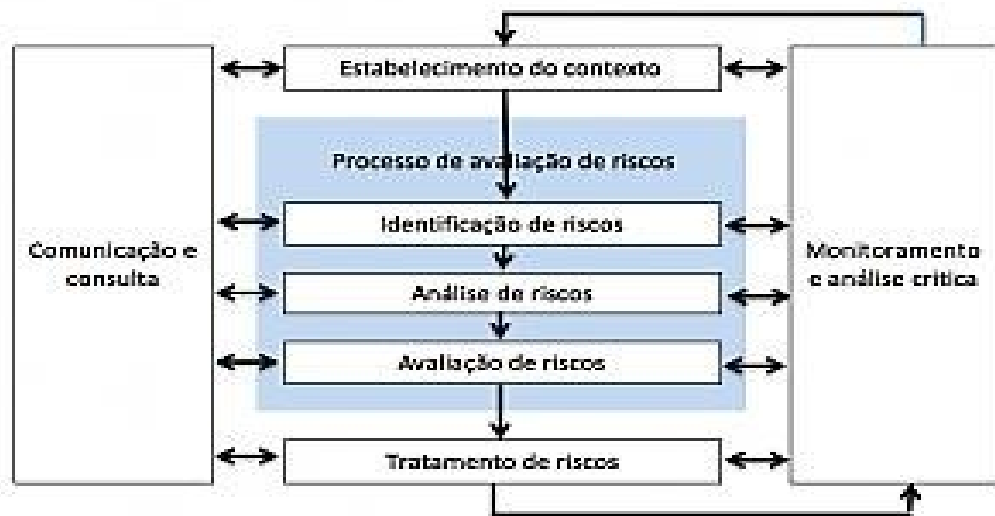 Estabelecimento do contexto
Processo de avaliação de riscos
Identificação de riscos
Comunicação e
consulta
Monitoramento
e análise crítica
Análise de riscos
Avaliação de riscos
Tratamento de riscos